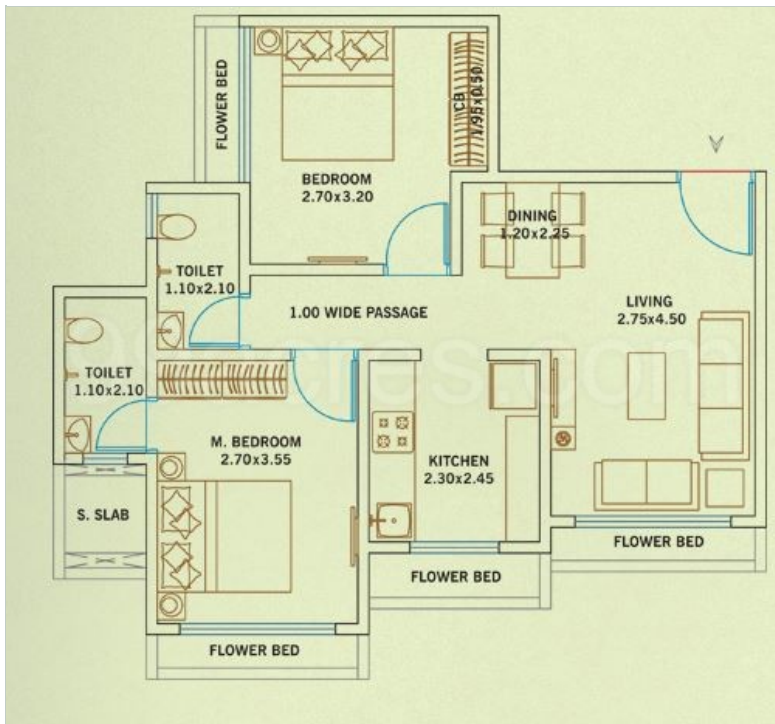 FLOWER BED
CB
1.95x0.50
BEDROOM
2.70x3.20
DINING
1.20x2.25
TOILET
1.10x2.10
1.00 WIDE PASSAGE
LIVING
2.75x4.50
TOILET
1.10x2.10
99acres.com
M. BEDROOM
2.70x3.55
KITCHEN
2.30x2.45
S. SLAB
FLOWER BED
FLOWER BED
FLOWER BED